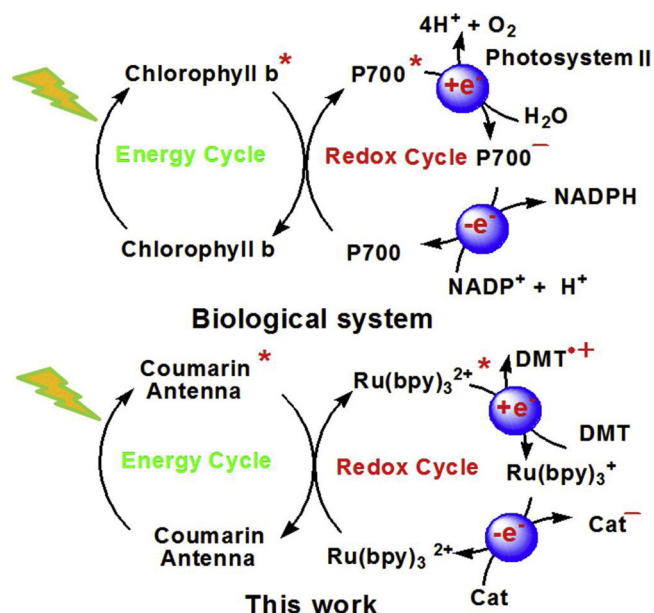 4H⁺ + O₂
Chlorophyll b*
P700*
Photosystem II
+e⁻
H₂O
Energy Cycle
Redox Cycle
P700⁻
NADPH
-e⁻
Chlorophyll b
P700
NADP⁺ + H⁺
Biological system
Coumarin *
Antenna
Ru(bpy)₃²⁺*
DMT•+
+e⁻
DMT
Energy Cycle
Redox Cycle
Ru(bpy)₃⁺
-e⁻
Cat⁻
Coumarin
Antenna
Ru(bpy)₃ ²⁺
Cat
This work